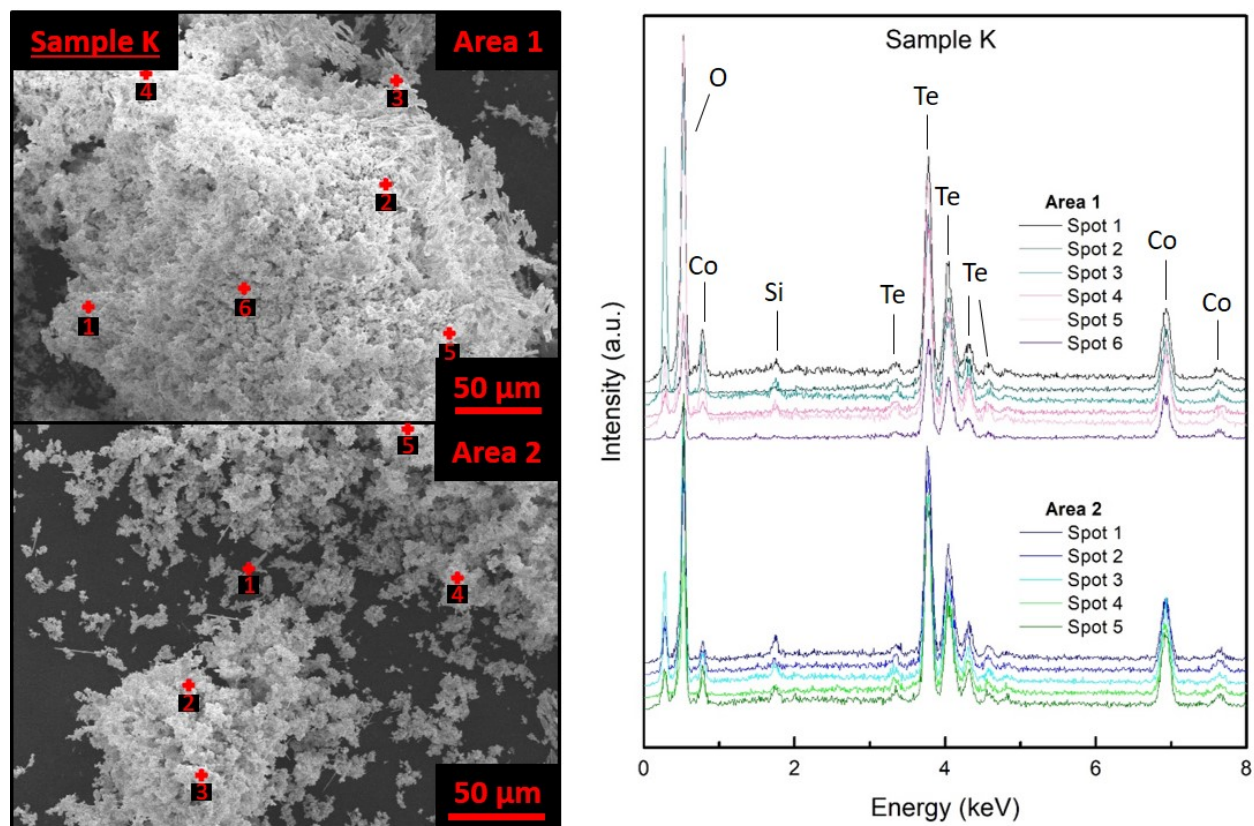 Sample K
Area 1
4
3
2
6
1
5
50 µm
Area 2
5
1
4
2
3
50 µm
Sample K
O
Te
Te
Area 1
Spot 1
Spot 2
Spot 3
Spot 4
Spot 5
Spot 6
Co
Si
Te
Te
Co
Co
Intensity (a.u.)
Area 2
Spot 1
Spot 2
Spot 3
Spot 4
Spot 5
0 2 4 6 8
Energy (keV)